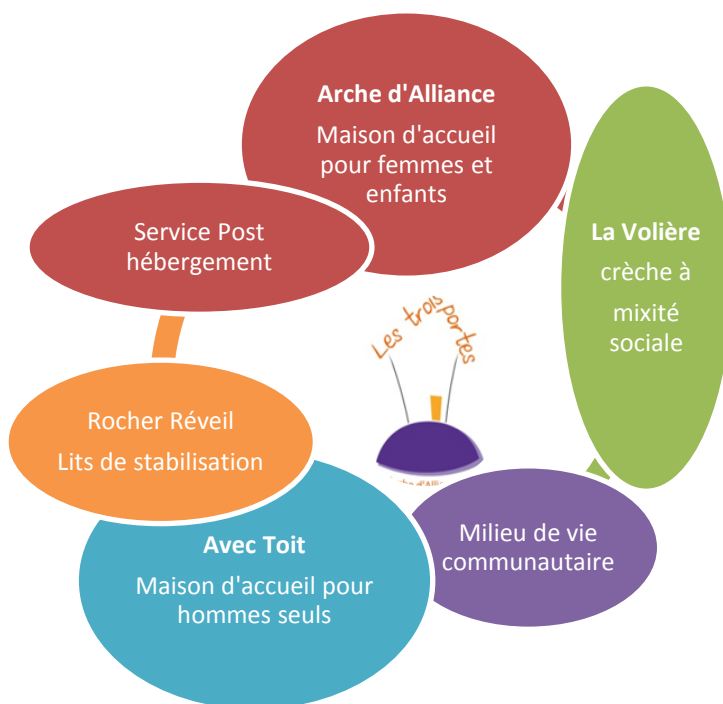 Arche d'Alliance
Maison d'accueil
pour femmes et
enfants
La Volière
crèche à
mixité
sociale
Service Post
hébergement
Les trois portes
Rocher Réveil
Lits de stabilisation
Milieu de vie
communautaire
Avec Toit
Maison d'accueil pour
hommes seuls